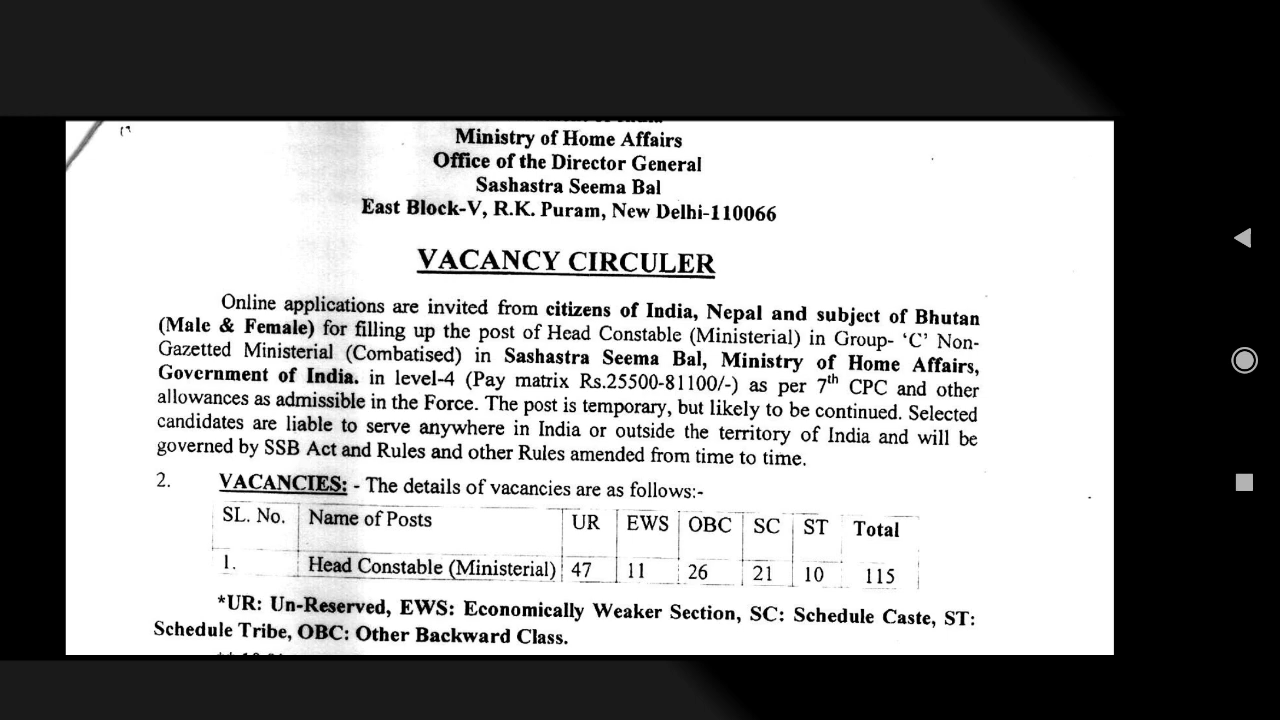 Ministry of Home Affairs
Office of the Director General
Sashastra Seema Bal
East Block-V, R.K. Puram, New Delhi-110066
VACANCY CIRCULER
Online applications are invited from citizens of India, Nepal and subject of Bhutan
(Male & Female) for filling up the post of Head Constable (Ministerial) in Group- ‘C’ Non-
Gazetted Ministerial (Combatised) in Sashastra Seema Bal, Ministry of Home Affairs,
Government of India. in level-4 (Pay matrix Rs.25500-81100/-) as per 7th CPC and other
allowances as admissible in the Force. The post is temporary, but likely to be continued. Selected
candidates are liable to serve anywhere in India or outside the territory of India and will be
governed by SSB Act and Rules and other Rules amended from time to time.
2. VACANCIES: - The details of vacancies are as follows:-
SL. No. Name of Posts UR EWS OBC SC ST Total
1. Head Constable (Ministerial) 47 11 26 21 10 115
*UR: Un-Reserved, EWS: Economically Weaker Section, SC: Schedule Caste, ST:
Schedule Tribe, OBC: Other Backward Class.